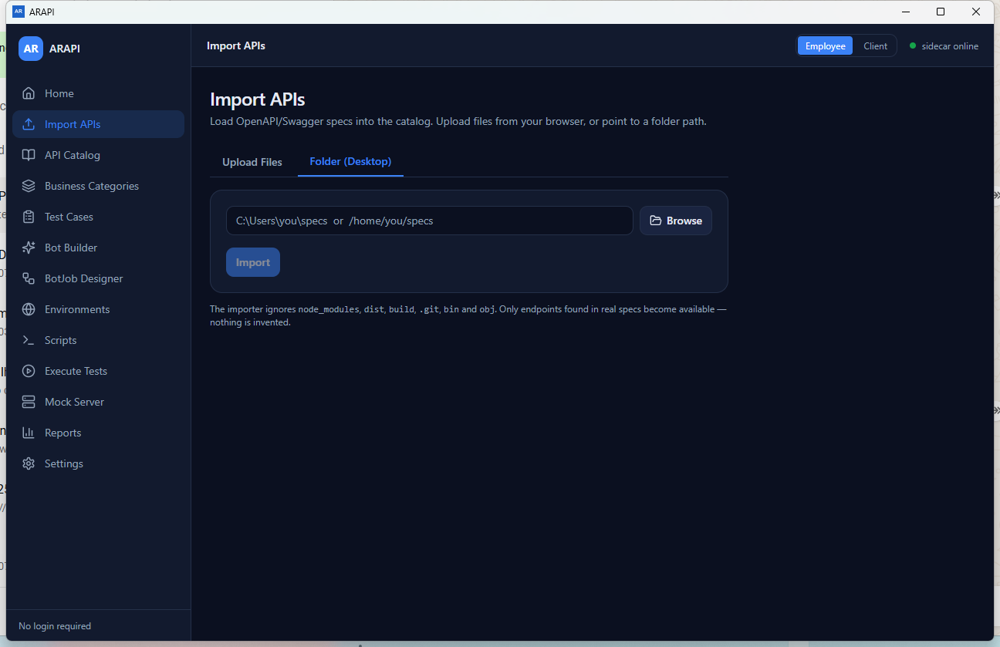 AR ARAPI
AR ARAPI
Import APIs
Employee Client sidecar online
Home
Import APIs
API Catalog
Business Categories
Test Cases
Bot Builder
BotJob Designer
Environments
Scripts
Execute Tests
Mock Server
Reports
Settings
No login required
Import APIs
Load OpenAPI/Swagger specs into the catalog. Upload files from your browser, or point to a folder path.
Upload Files Folder (Desktop)
C:\Users\you\specs or /home/you/specs Browse
Import
The importer ignores node_modules, dist, build, .git, bin and obj. Only endpoints found in real specs become available —
nothing is invented.